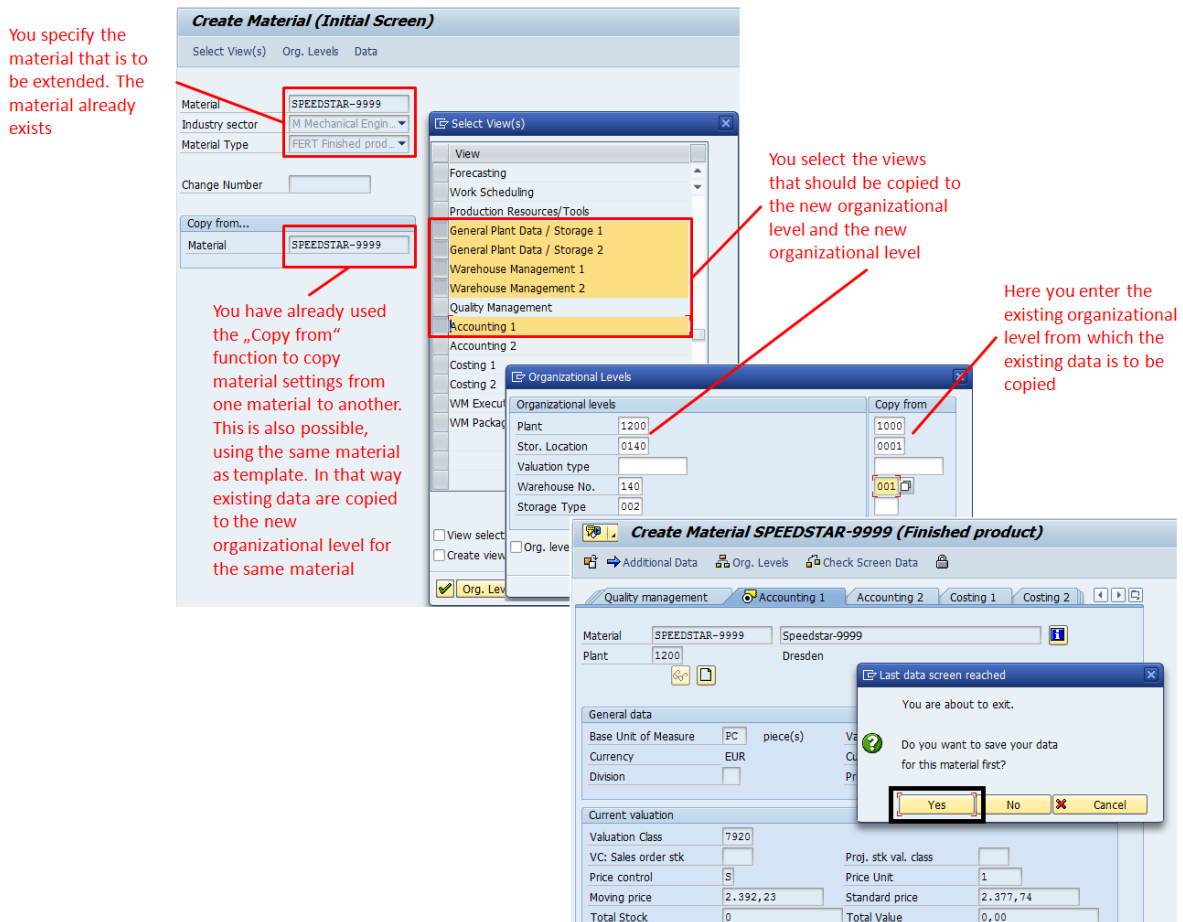 Create Material (Initial Screen)
Select View(s) Org. Levels Data
You specify the
material that is to
be extended. The
material already
exists
Material SPEEDSTAR-9999
Industry sector M Mechanical Engin...
Material Type FERT Finished prod...
Change Number
Copy from...
Material SPEEDSTAR-9999
You have already used
the „Copy from“
function to copy
material settings from
one material to another.
This is also possible,
using the same material
as template. In that way
existing data are copied
to the new
organizational level for
the same material
Select View(s)
View
Forecasting
Work Scheduling
Production Resources/Tools
General Plant Data / Storage 1
General Plant Data / Storage 2
Warehouse Management 1
Warehouse Management 2
Quality Management
Accounting 1
Accounting 2
Costing 1
Costing 2
WM Execut
WM Packag
View select
Create view
Org. Lev
You select the views
that should be copied to
the new organizational
level and the new
organizational level
Here you enter the
existing organizational
level from which the
existing data is to be
copied
Organizational Levels
Organizational levels Copy from
Plant 1200 1000
Stor. Location 0140 0001
Valuation type
Warehouse No. 140 001
Storage Type 002
Org. leve
Create Material SPEEDSTAR-9999 (Finished product)
Additional Data Org. Levels Check Screen Data
Quality management Accounting 1 Accounting 2 Costing 1 Costing 2
Material SPEEDSTAR-9999 Speedstar-9999
Plant 1200 Dresden
General data
Base Unit of Measure PC piece(s) Va
Currency EUR Cu
Division Pr
Last data screen reached
You are about to exit.
Do you want to save your data
for this material first?
Yes No Cancel
Current valuation
Valuation Class 7920
VC: Sales order stk Proj. stk val. class
Price control S Price Unit 1
Moving price 2.392,23 Standard price 2.377,74
Total Stock 0 Total Value 0,00